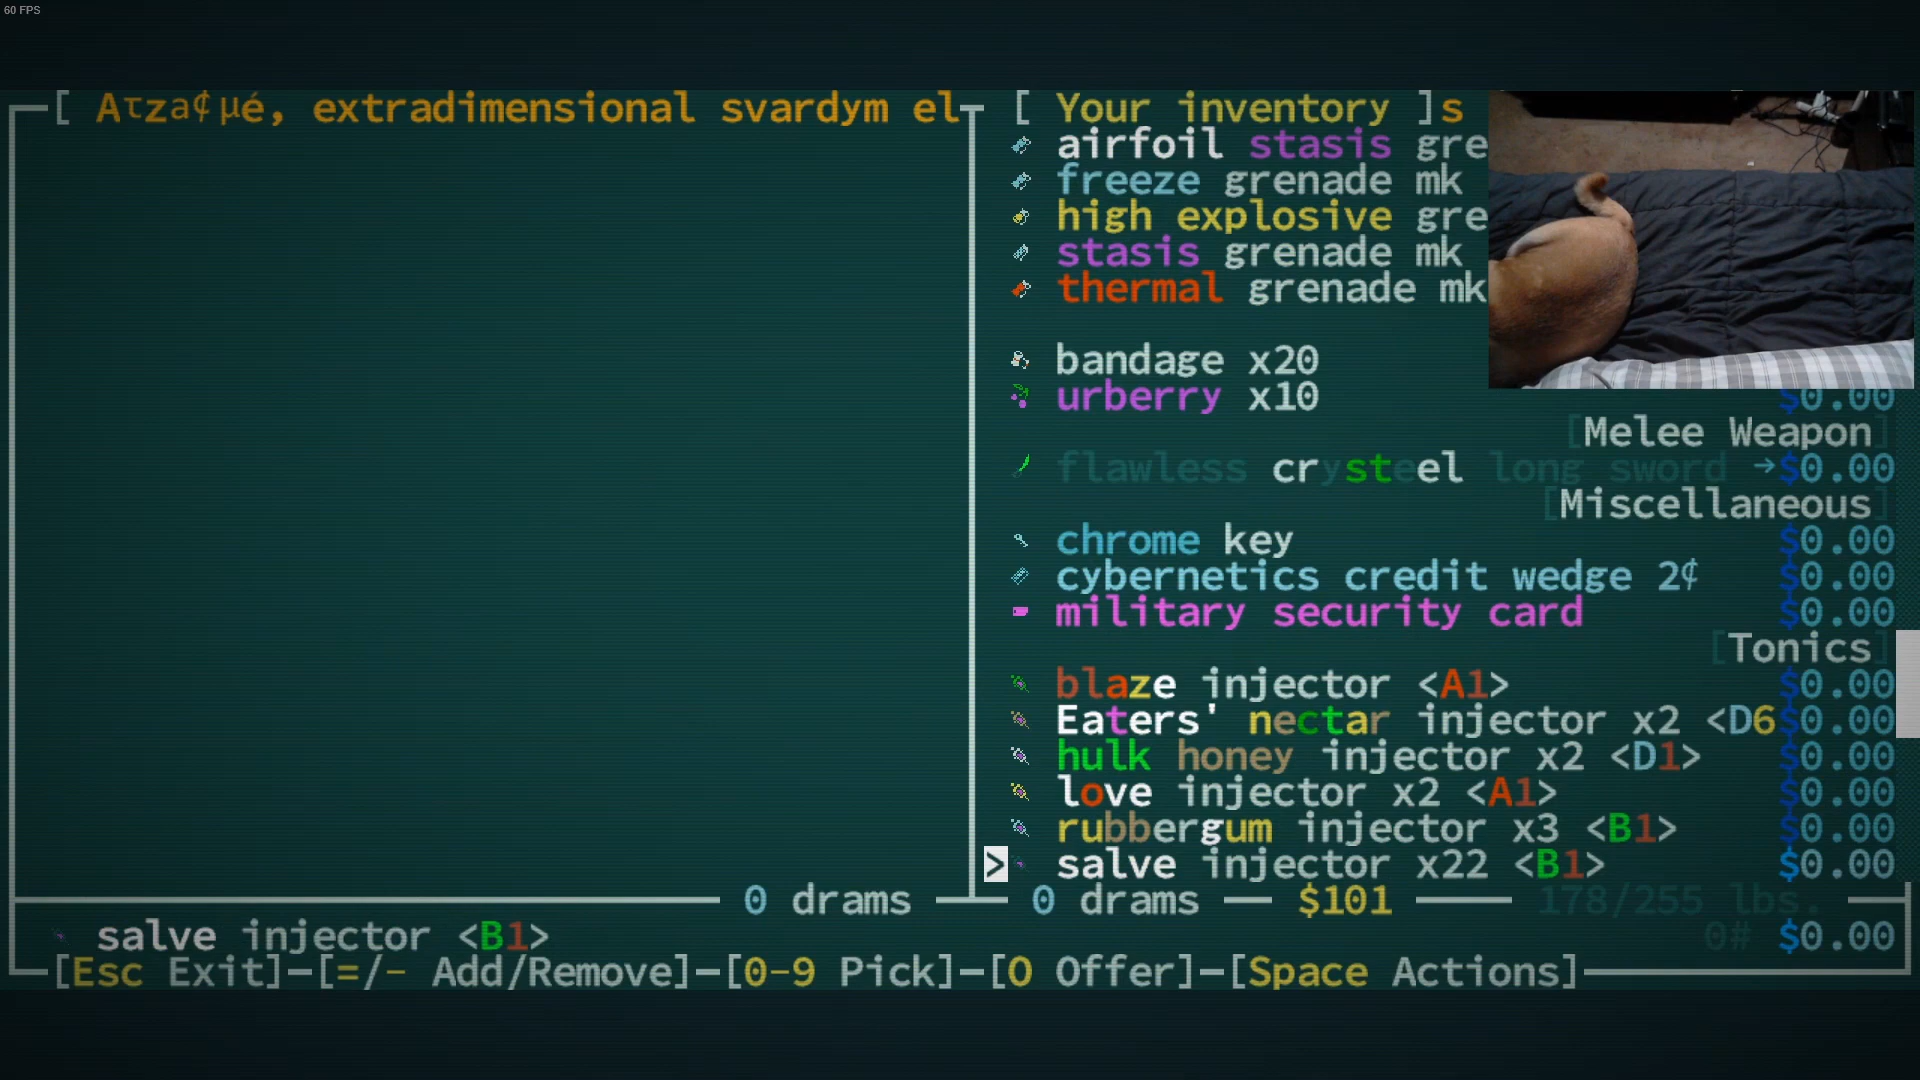 60 FPS
[ Aτza¢μé, extradimensional svardym el
[ Your inventory ]s
airfoil stasis gre
freeze grenade mk
high explosive gre
stasis grenade mk
thermal grenade mk
bandage x20
urberry x10 $0.00
[Melee Weapon]
flawless crysteel long sword →$0.00
[Miscellaneous]
chrome key $0.00
cybernetics credit wedge 2¢ $0.00
military security card $0.00
[Tonics]
blaze injector <A1> $0.00
Eaters' nectar injector x2 <D6$0.00
hulk honey injector x2 <D1> $0.00
love injector x2 <A1> $0.00
rubbergum injector x3 <B1> $0.00
> salve injector x22 <B1> $0.00
0 drams
0 drams $101 178/255 lbs.
salve injector <B1> 0# $0.00
[Esc Exit]-[=/- Add/Remove]-[0-9 Pick]-[O Offer]-[Space Actions]